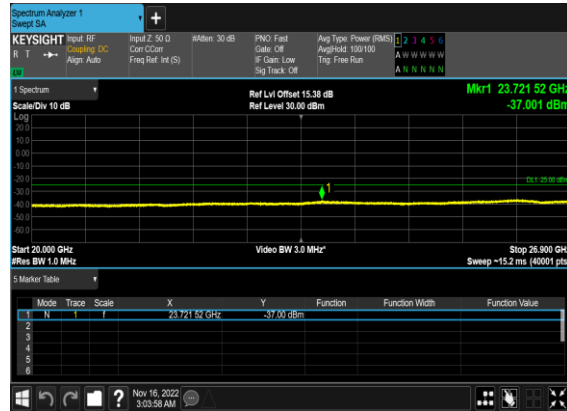 Spectrum Analyzer 1
Swept SA
+
KEYSIGHT Input: RF Input Z: 50 Ω #Atten: 30 dB PNO: Fast Avg Type: Power (RMS) 1 2 3 4 5 6
R T Coupling: DC Corr CCorr Gate: Off Avg|Hold: 100/100 A W W W W W
Align: Auto Freq Ref: Int (S) IF Gain: Low Trig: Free Run
Sig Track: Off A N N N N N
1 Spectrum Ref Lvl Offset 15.38 dB Mkr1 23.721 52 GHz
Scale/Div 10 dB Ref Level 30.00 dBm -37.001 dBm
Log
20.0
10.0
0.00
-10.0
-20.0
DL1 -25.00 dBm
1
-30.0
-40.0
-50.0
-60.0
Start 20.000 GHz Video BW 3.0 MHz* Stop 26.900 GHz
#Res BW 1.0 MHz Sweep ~15.2 ms (40001 pts)
5 Marker Table
Mode Trace Scale X Y Function Function Width Function Value
1 N 1 f 23.721 52 GHz -37.00 dBm
2
3
4
5
6
? Nov 16, 2022
3:03:58 AM